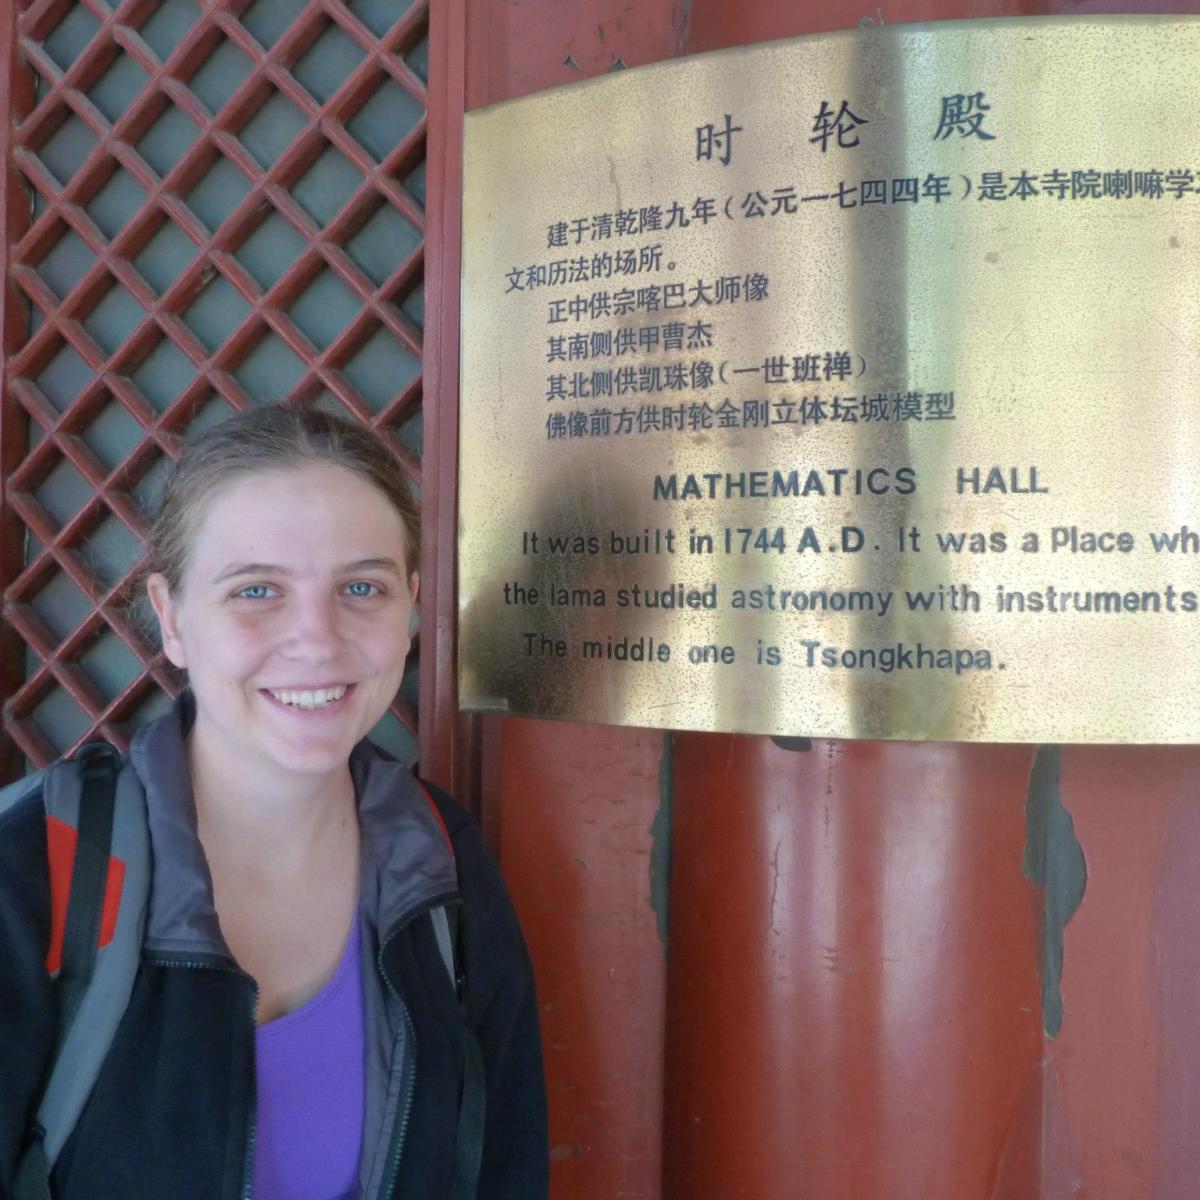 时轮殿
建于清乾隆九年（公元一七四四年）是本寺院喇嘛学
文和历法的场所。
正中供宗喀巴大师像
其南侧供甲曹杰
其北侧供凯珠像（一世班禅）
佛像前方供时轮金刚立体坛城模型
MATHEMATICS HALL
It was built in 1744 A.D. It was a Place wh
the lama studied astronomy with instruments
The middle one is Tsongkhapa.